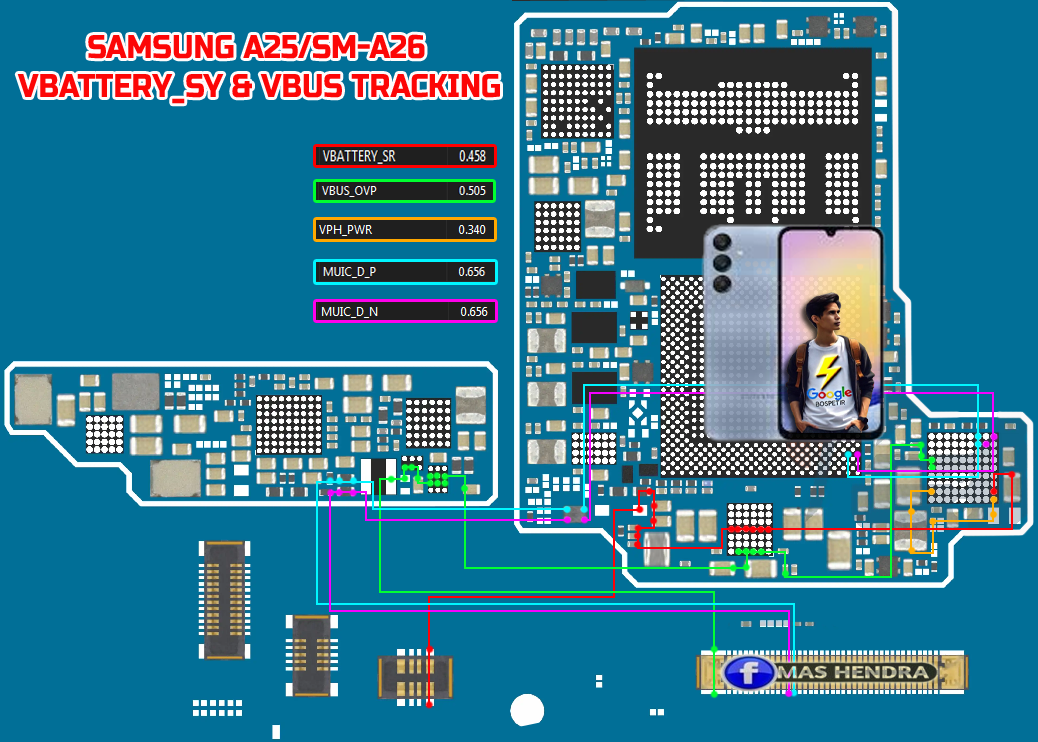 SAMSUNG A25/SM-A26
VBATTERY_SY & VBUS TRACKING
VBATTERY_SR 0.458
VBUS_OVP 0.505
VPH_PWR 0.340
MUIC_D_P 0.656
MUIC_D_N 0.656
Google
BOSPETIR
f MAS HENDRA